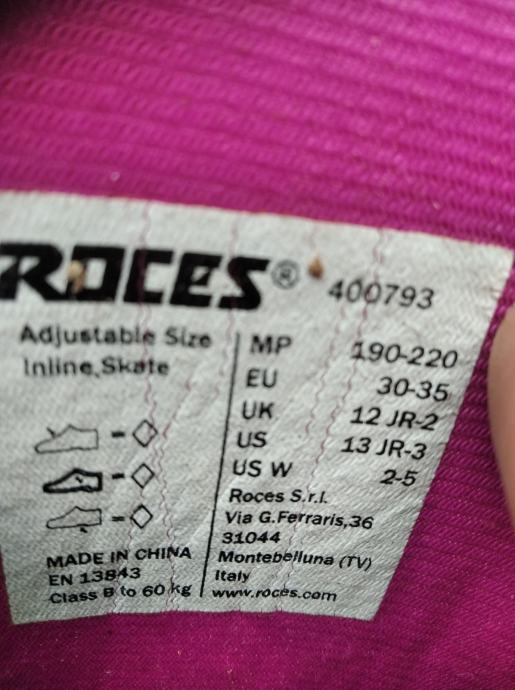 ROCES® 400793
Adjustable Size
Inline Skate
MP 190-220
EU 30-35
UK 12 JR-2
US 13 JR-3
US W 2-5
Roces S.r.l.
Via G.Ferraris,36
31044
Montebelluna (TV)
Italy
www.roces.com
MADE IN CHINA
EN 13843
Class B to 60 kg